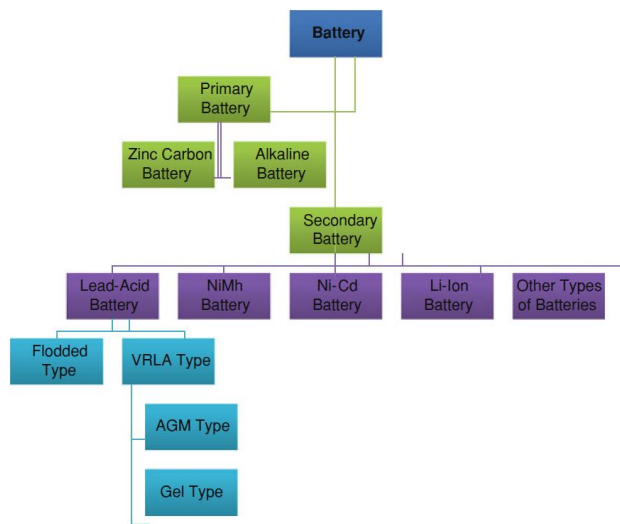 Battery
Primary
Battery
Zinc Carbon
Battery
Alkaline
Battery
Secondary
Battery
Lead-Acid
Battery
NiMh
Battery
Ni-Cd
Battery
Li-Ion
Battery
Other Types
of Batteries
Flodded
Type
VRLA Type
AGM Type
Gel Type